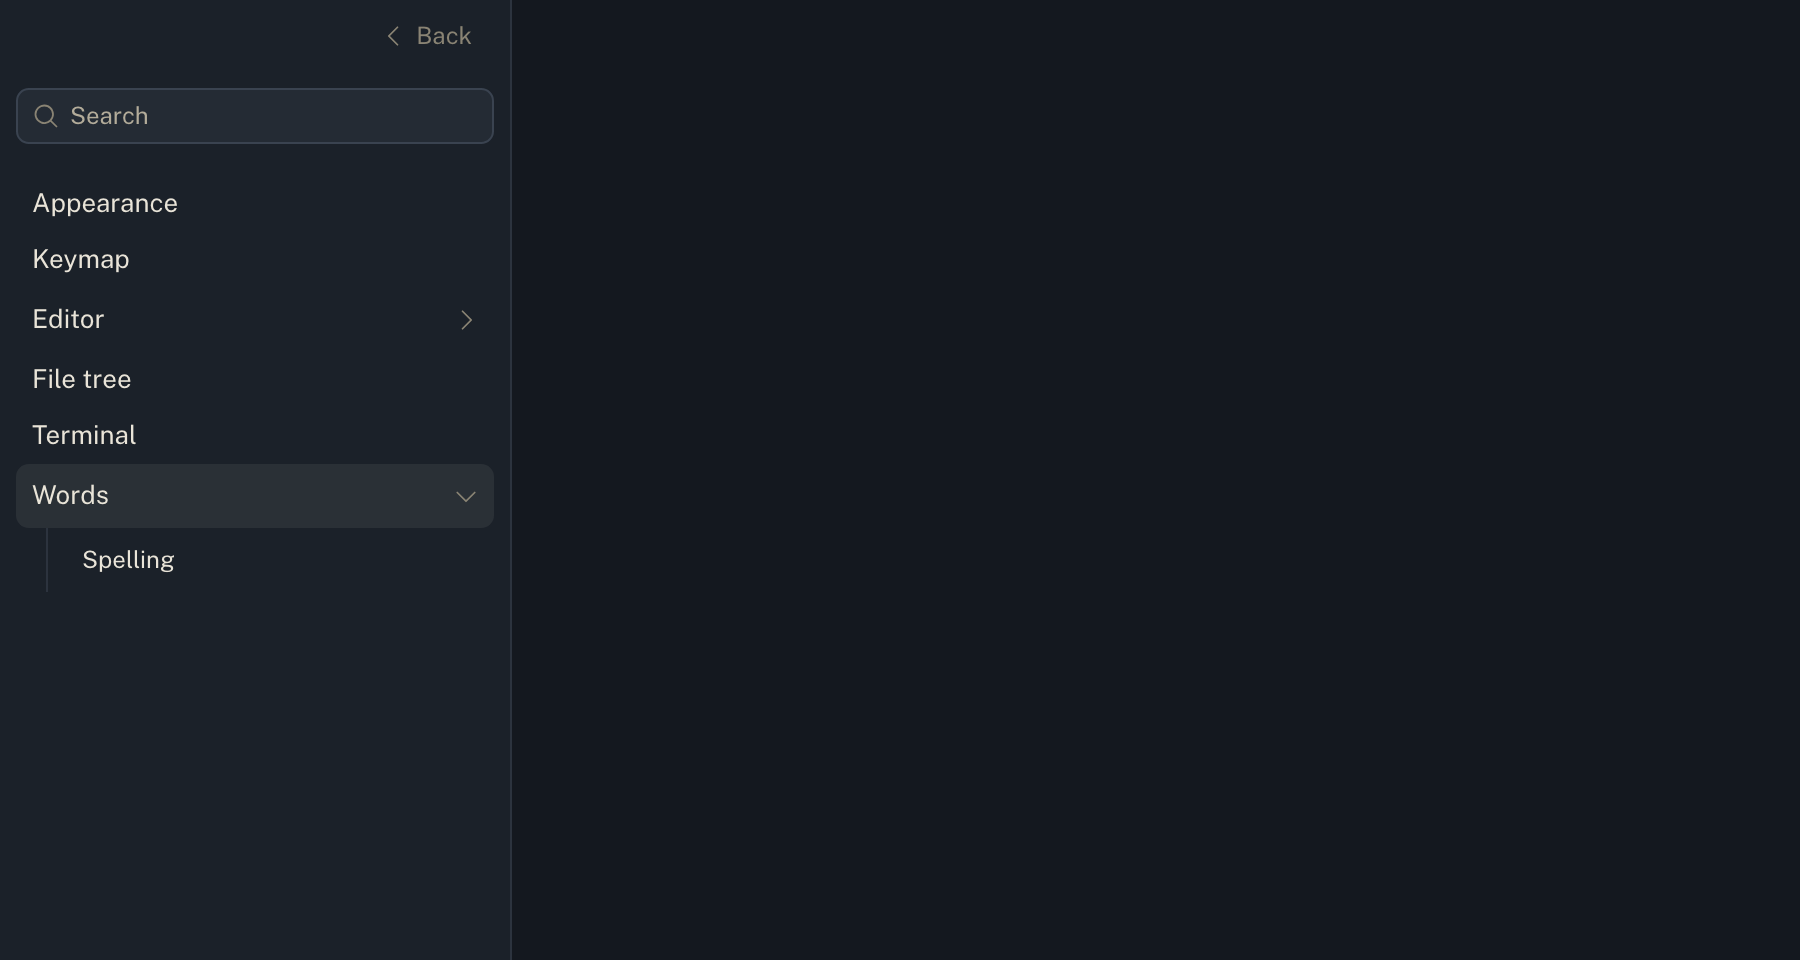 Back
Search
Appearance
Keymap
Editor
File tree
Terminal
Words
Spelling